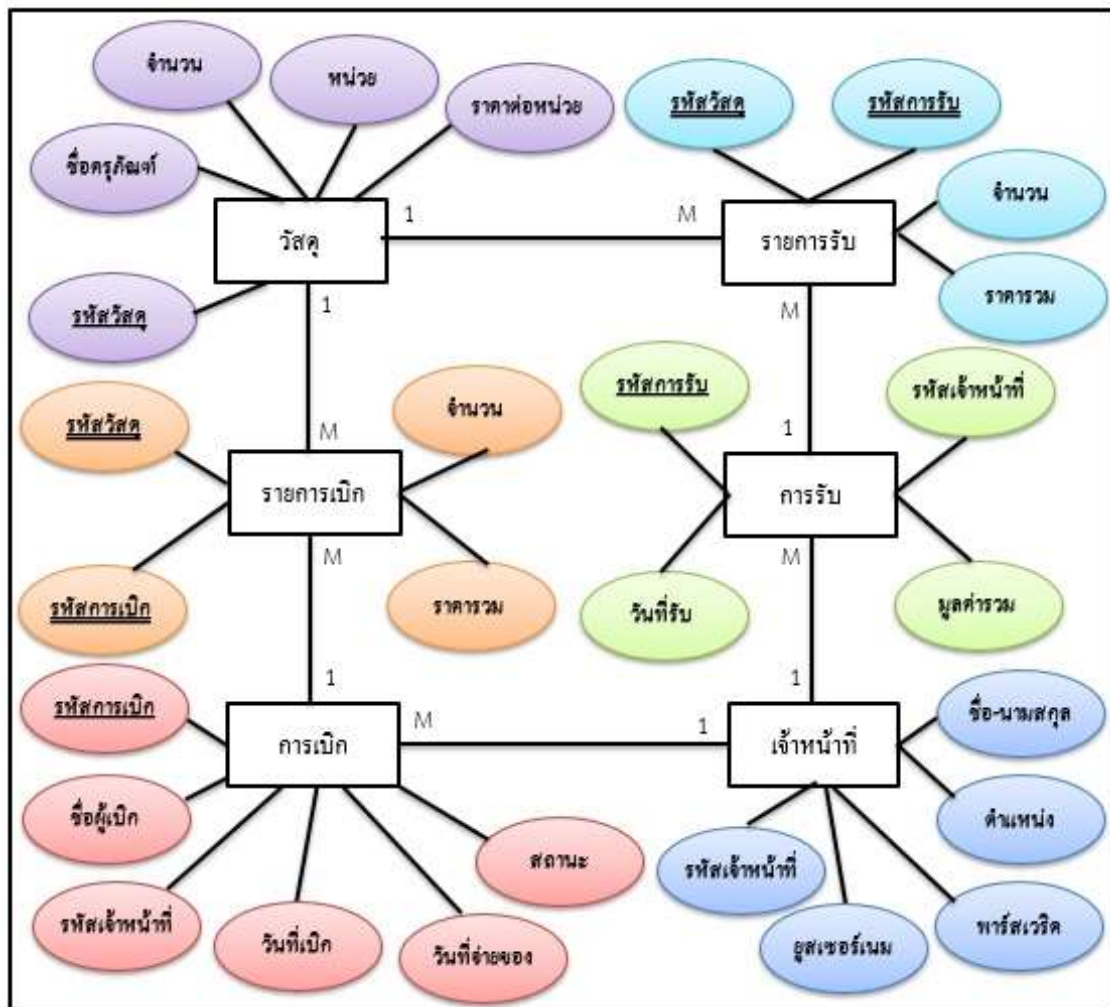 จำนวน
หน่วย
ราคาต่อหน่วย
ชื่อครุภัณฑ์
รหัสวัสดุ
วัสดุ
1
1
M
รหัสวัสดุ
รหัสการรับ
จำนวน
ราคารวม
รายการรับ
M
รหัสวัสดุ
จำนวน
M
รายการเบิก
M
รหัสการเบิก
ราคารวม
รหัสการรับ
รหัสเจ้าหน้าที่
1
การรับ
M
วันที่รับ
มูลค่ารวม
รหัสการเบิก
1
M
การเบิก
ชื่อผู้เบิก
รหัสเจ้าหน้าที่
วันที่เบิก
วันที่จ่ายของ
สถานะ
1
1
เจ้าหน้าที่
ชื่อ-นามสกุล
ตำแหน่ง
รหัสเจ้าหน้าที่
ยูสเซอร์เนม
พาร์สเวริด